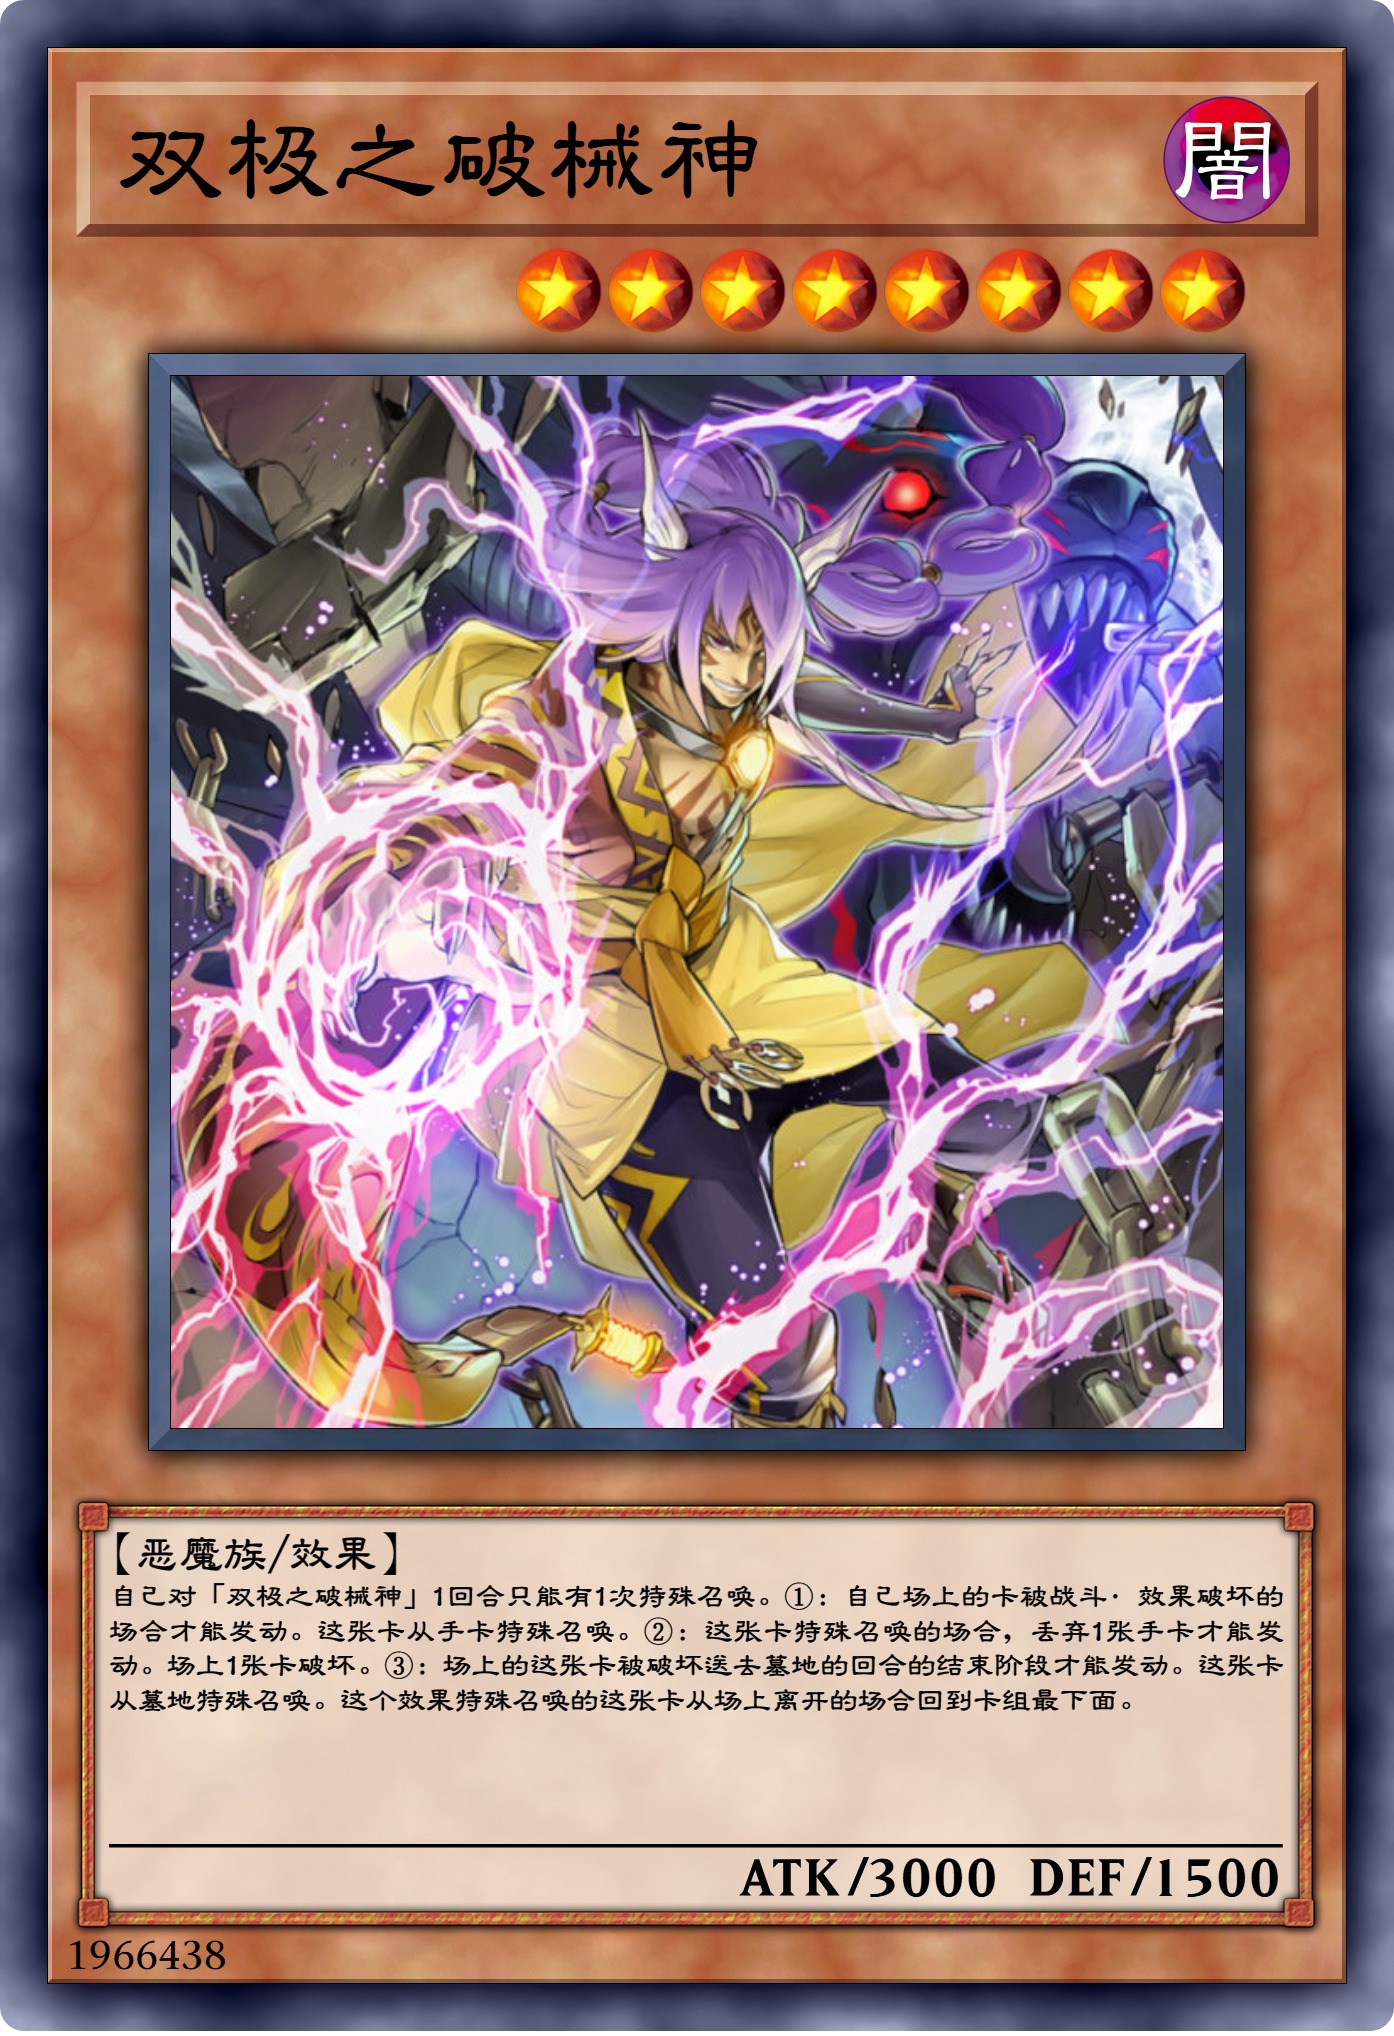 双极之破械神
闇
【恶魔族/效果】
自己对「双极之破械神」1回合只能有1次特殊召唤。①：自己场上的卡被战斗·效果破坏的
场合才能发动。这张卡从手卡特殊召唤。②：这张卡特殊召唤的场合，丢弃1张手卡才能发
动。场上1张卡破坏。③：场上的这张卡被破坏送去墓地的回合的结束阶段才能发动。这张卡
从墓地特殊召唤。这个效果特殊召唤的这张卡从场上离开的场合回到卡组最下面。
ATK/3000 DEF/1500
1966438